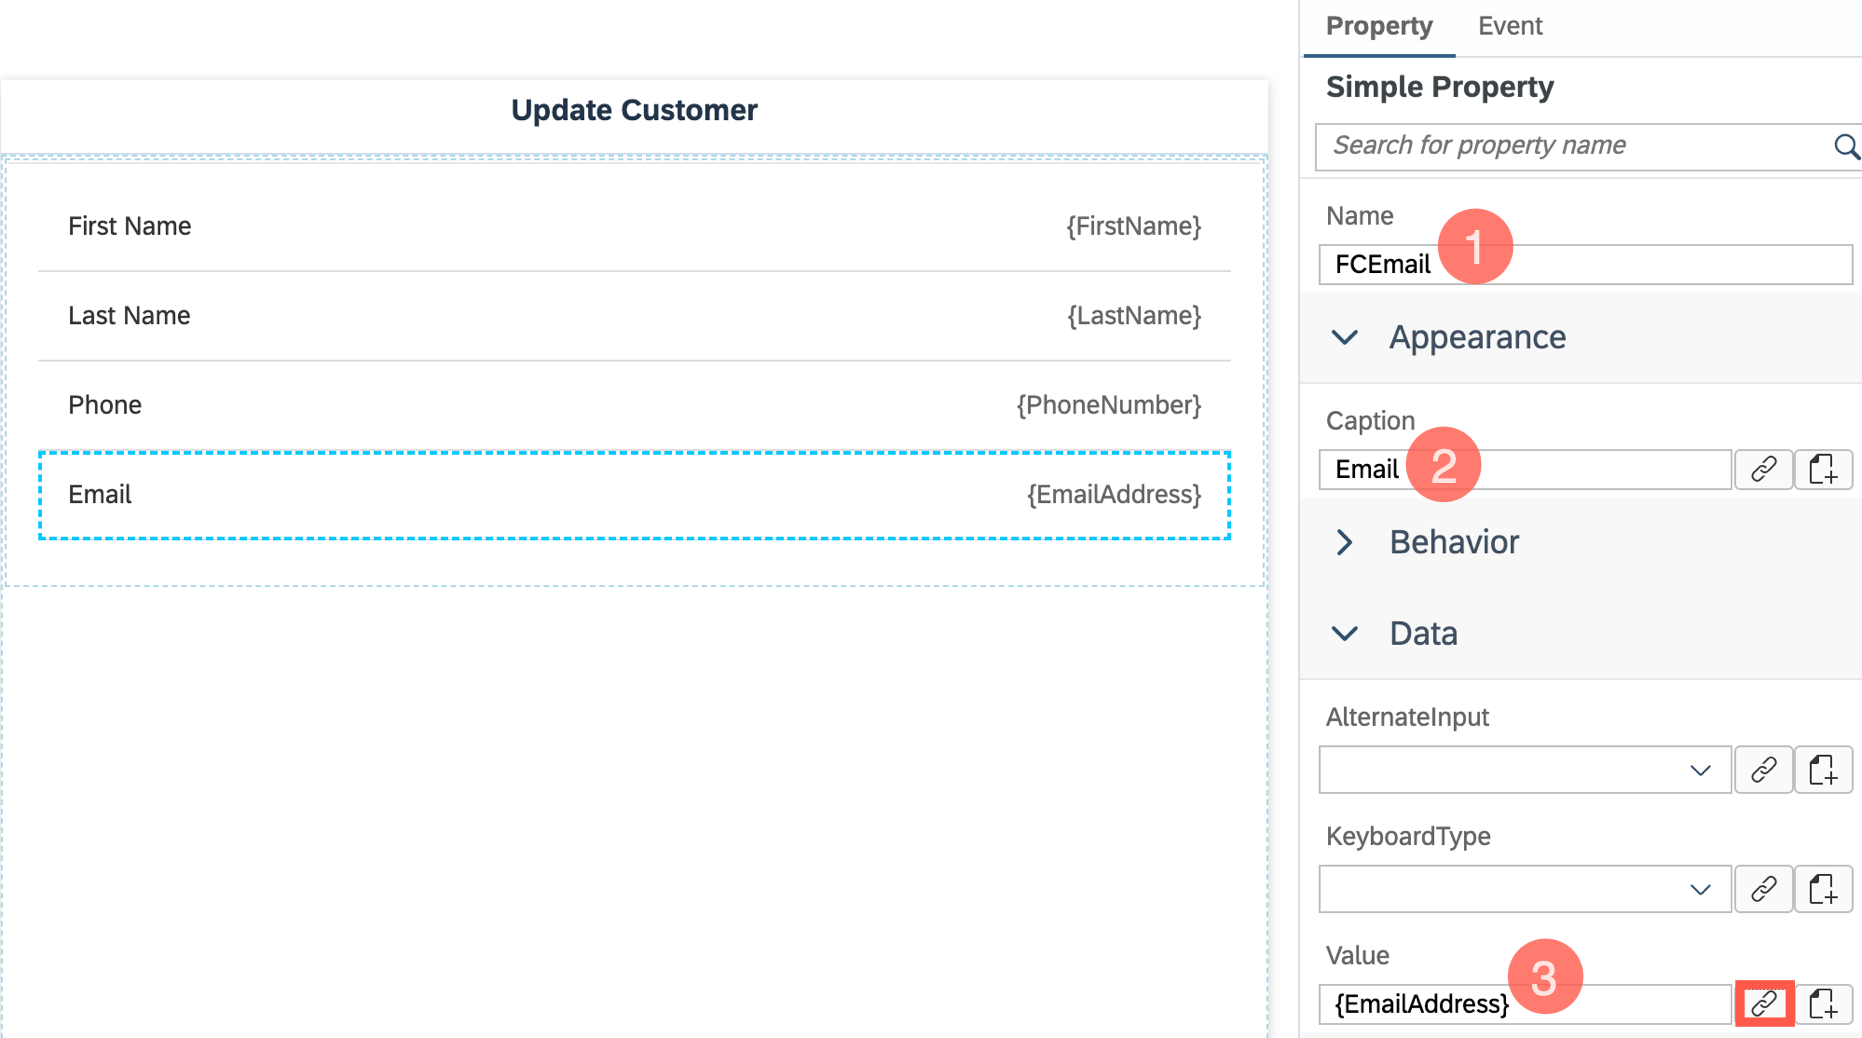 Update Customer
First Name {FirstName}
Last Name {LastName}
Phone {PhoneNumber}
Email {EmailAddress}
Property Event
Simple Property
Search for property name
Name
FCEmail 1
Appearance
Caption
Email 2
Behavior
Data
AlternateInput
KeyboardType
Value
{EmailAddress} 3